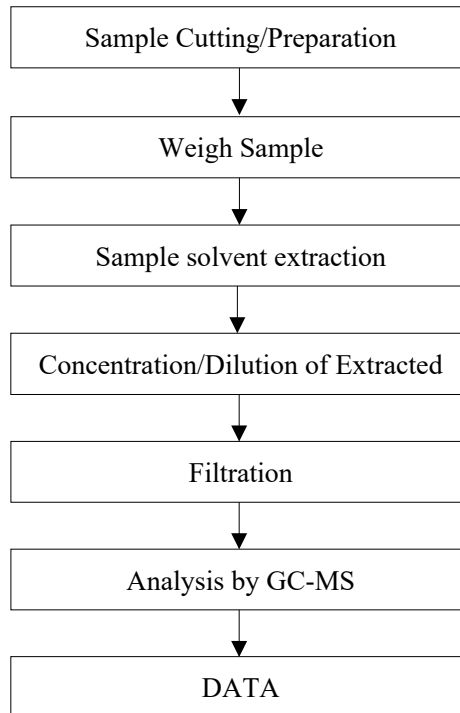 Sample Cutting/Preparation
Weigh Sample
Sample solvent extraction
Concentration/Dilution of Extracted
Filtration
Analysis by GC-MS
DATA